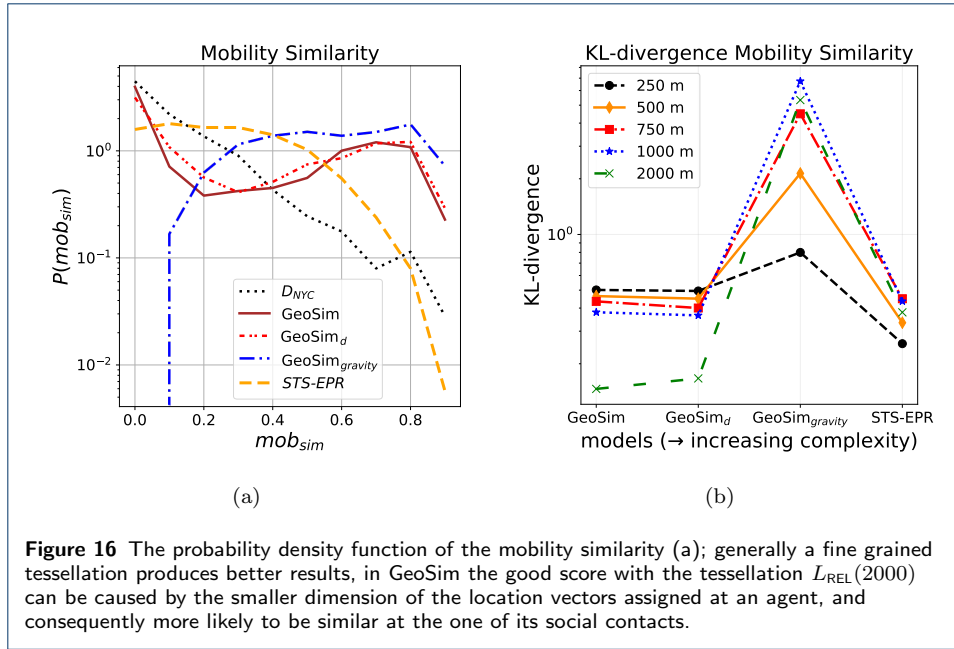 Mobility Similarity
10⁰
10⁻¹
10⁻²
P(mob_sim)
D_NYC
GeoSim
GeoSim_d
GeoSim_gravity
STS-EPR
0.0 0.2 0.4 0.6 0.8
mob_sim
(a)
KL-divergence Mobility Similarity
250 m
500 m
750 m
1000 m
2000 m
10⁰
KL-divergence
GeoSim GeoSim_d GeoSim_gravity STS-EPR
models (→ increasing complexity)
(b)
Figure 16 The probability density function of the mobility similarity (a); generally a fine grained
tessellation produces better results, in GeoSim the good score with the tessellation L_REL(2000)
can be caused by the smaller dimension of the location vectors assigned at an agent, and
consequently more likely to be similar at the one of its social contacts.